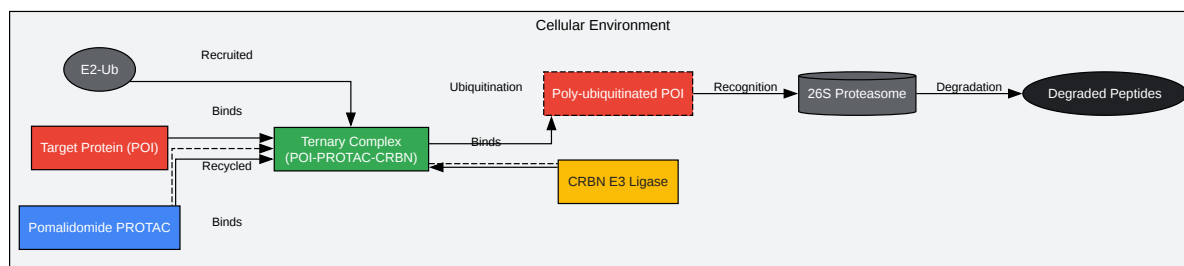 Cellular Environment
E2-Ub
Recruited
Ubiquitination
Poly-ubiquitinated POI
Recognition
26S Proteasome
Degradation
Degraded Peptides
Binds
Target Protein (POI)
Ternary Complex
(POI-PROTAC-CRBN)
Binds
Recycled
CRBN E3 Ligase
Pomalidomide PROTAC
Binds